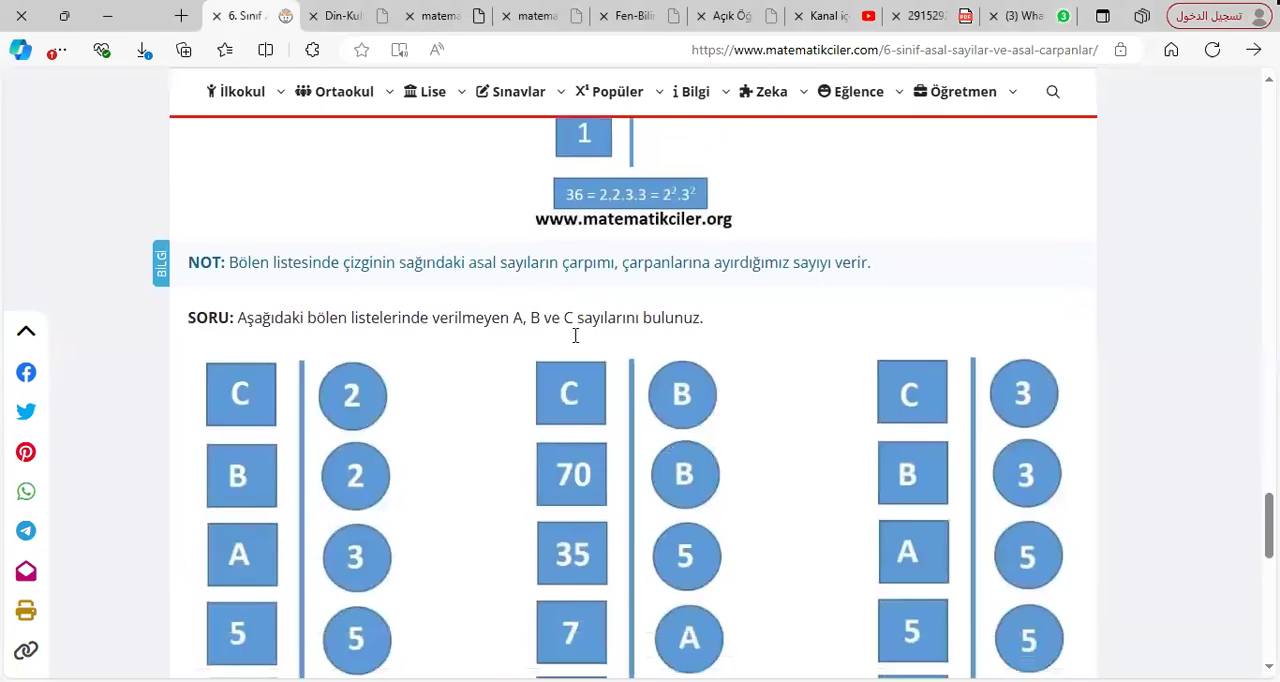 6. Sınıf A
Din-Kul
matema
matema
Fen-Bilin
Açık Öğ
Kanal iç
2915292
(3) Wha
3
تسجيل الدخول
https://www.matematikciler.com/6-sinif-asal-sayilar-ve-asal-carpanlar/
İlkokul
Ortaokul
Lise
Sınavlar
X¹ Popüler
Bilgi
Zeka
Eğlence
Öğretmen
1
36 = 2.2.3.3 = 2².3²
www.matematikciler.org
BİLGİ
NOT: Bölen listesinde çizginin sağındaki asal sayıların çarpımı, çarpanlarına ayırdığımız sayıyı verir.
SORU: Aşağıdaki bölen listelerinde verilmeyen A, B ve C sayılarını bulunuz.
C 2 C B C 3
B 2 70 B B 3
A 3 35 5 A 5
5 5 7 A 5 5